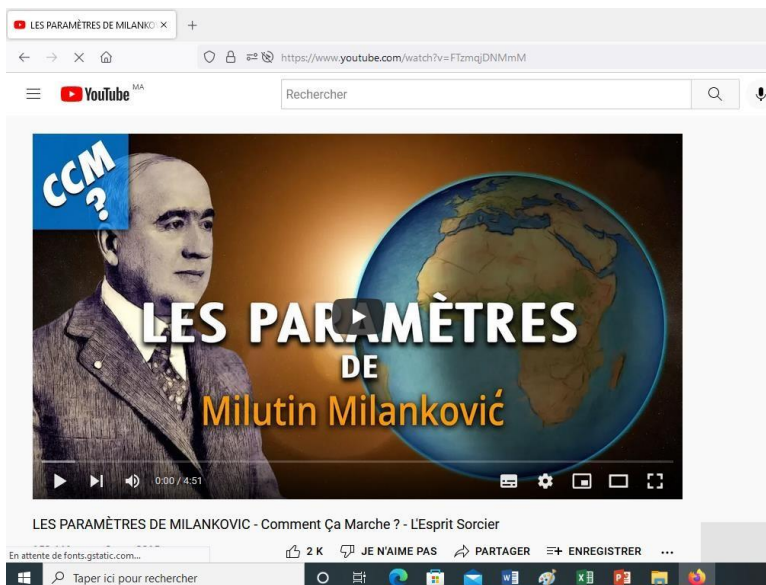 LES PARAMÈTRES DE MILANKO
https://www.youtube.com/watch?v=FTzmqjDNMmM
YouTube MA
Rechercher
CCM
?
LES PARAMÈTRES
DE
Milutin Milanković
0:00 / 4:51
LES PARAMÈTRES DE MILANKOVIC - Comment Ça Marche ? - L'Esprit Sorcier
En attente de fonts.gstatic.com...
2 K JE N'AIME PAS PARTAGER ENREGISTRER ...
Taper ici pour rechercher